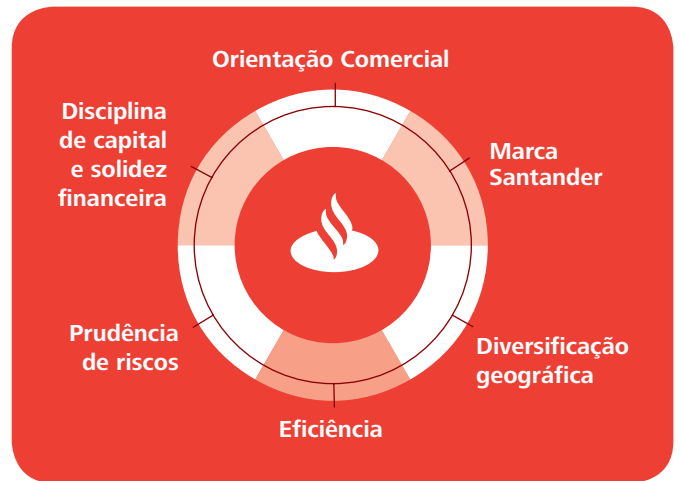 Orientação Comercial
Disciplina
de capital
e solidez
financeira
Marca
Santander
Prudência
de riscos
Diversificação
geográfica
Eficiência